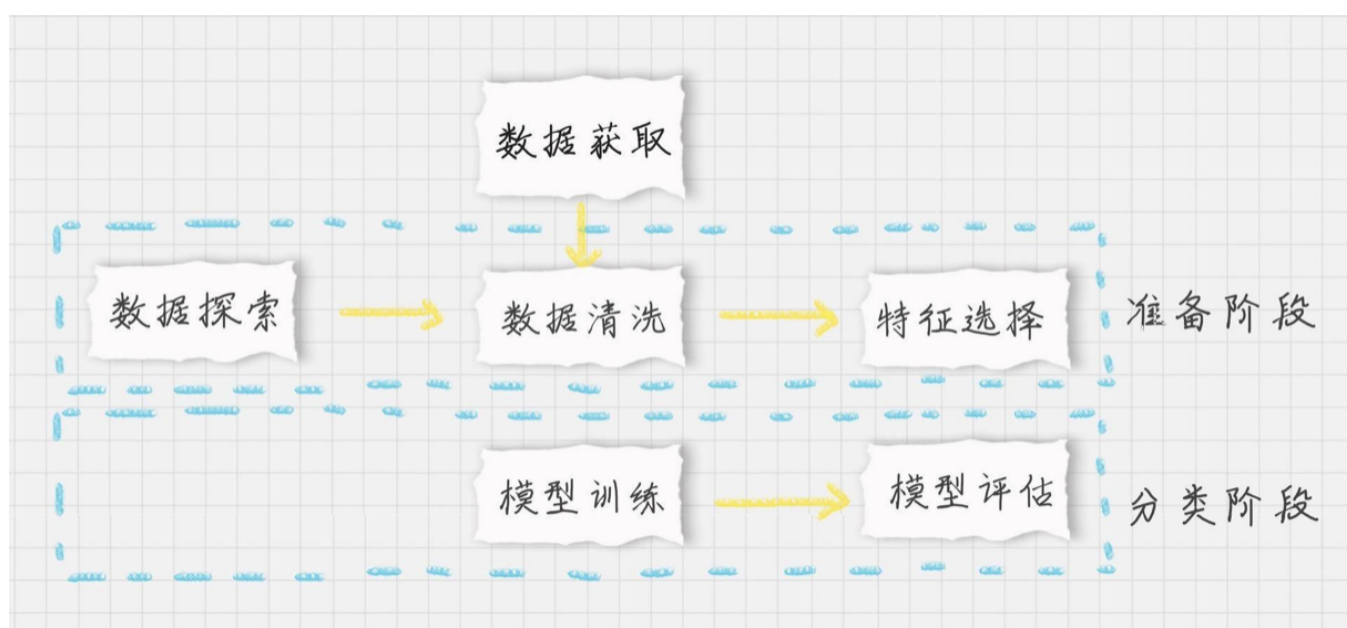 数据获取
数据探索
数据清洗
特征选择
准备阶段
模型训练
模型评估
分类阶段